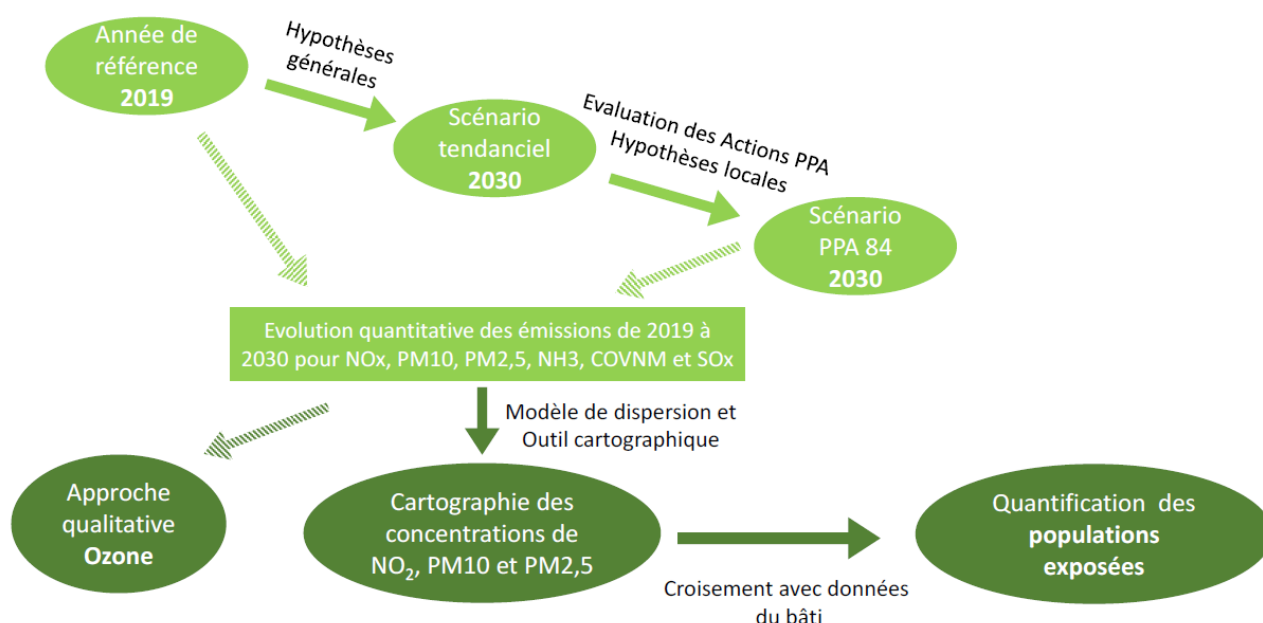 Année de
référence
2019
Hypothèses
générales
Scénario
tendanciel
2030
Evaluation des Actions PPA
Hypothèses locales
Scénario
PPA 84
2030
Evolution quantitative des émissions de 2019 à
2030 pour NOx, PM10, PM2,5, NH3, COVNM et SOx
Modèle de dispersion et
Outil cartographique
Approche
qualitative
Ozone
Cartographie des
concentrations de
NO₂, PM10 et PM2,5
Croisement avec données
du bâti
Quantification des
populations
exposées